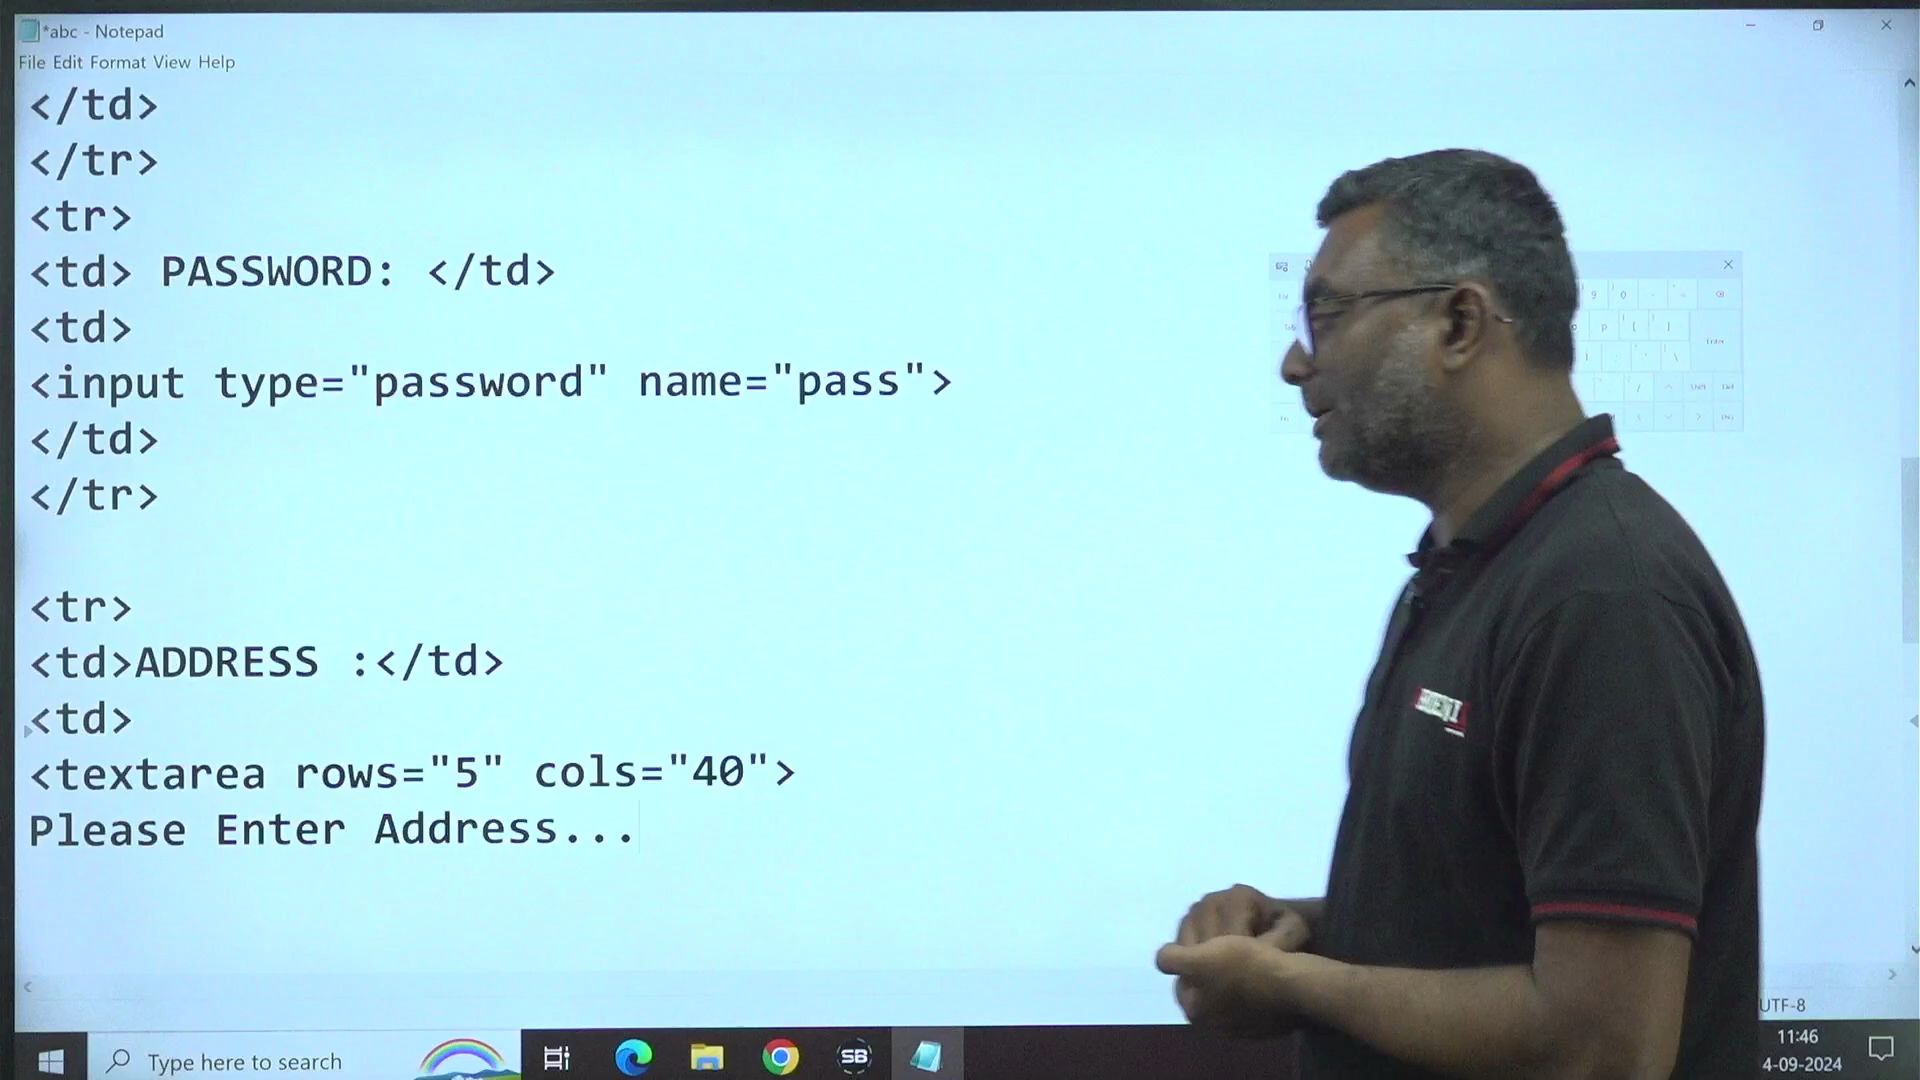 *abc - Notepad
File Edit Format View Help
</td>
</tr>
<tr>
<td> PASSWORD: </td>
<td>
<input type="password" name="pass">
</td>
</tr>
<tr>
<td>ADDRESS :</td>
<td>
<textarea rows="5" cols="40">
Please Enter Address...
UTF-8
Type here to search
SB
11:46
4-09-2024